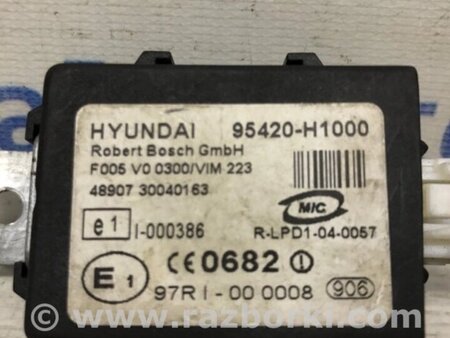 HYUNDAI 95420-H1000
Robert Bosch GmbH
F005 V0 0300/VIM 223
48907 30040163
MIC
e1 I-000386 R-LPD1-04-0057
E1 CE0682
97R I-00 0008 906
www.razborki.com